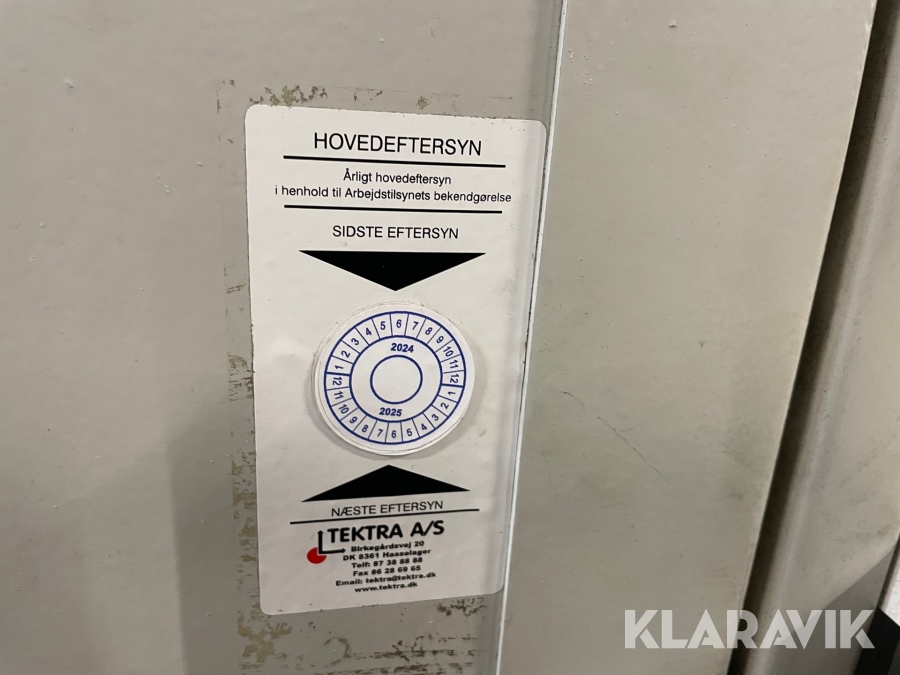 HOVEDEFTERSYN
Årligt hovedeftersyn
i henhold til Arbejdstilsynets bekendgørelse
SIDSTE EFTERSYN
1 2 3 4 5 6 7 8 9 10 11 12
2024
2025
1 2 3 4 5 6 7 8 9 10 11 12
NÆSTE EFTERSYN
TEKTRA A/S
Birkegårdsvej 20
DK 8361 Hasselager
Telf: 87 38 88 88
Fax 86 28 69 65
Email: tektra@tektra.dk
www.tektra.dk
KLARAVIK